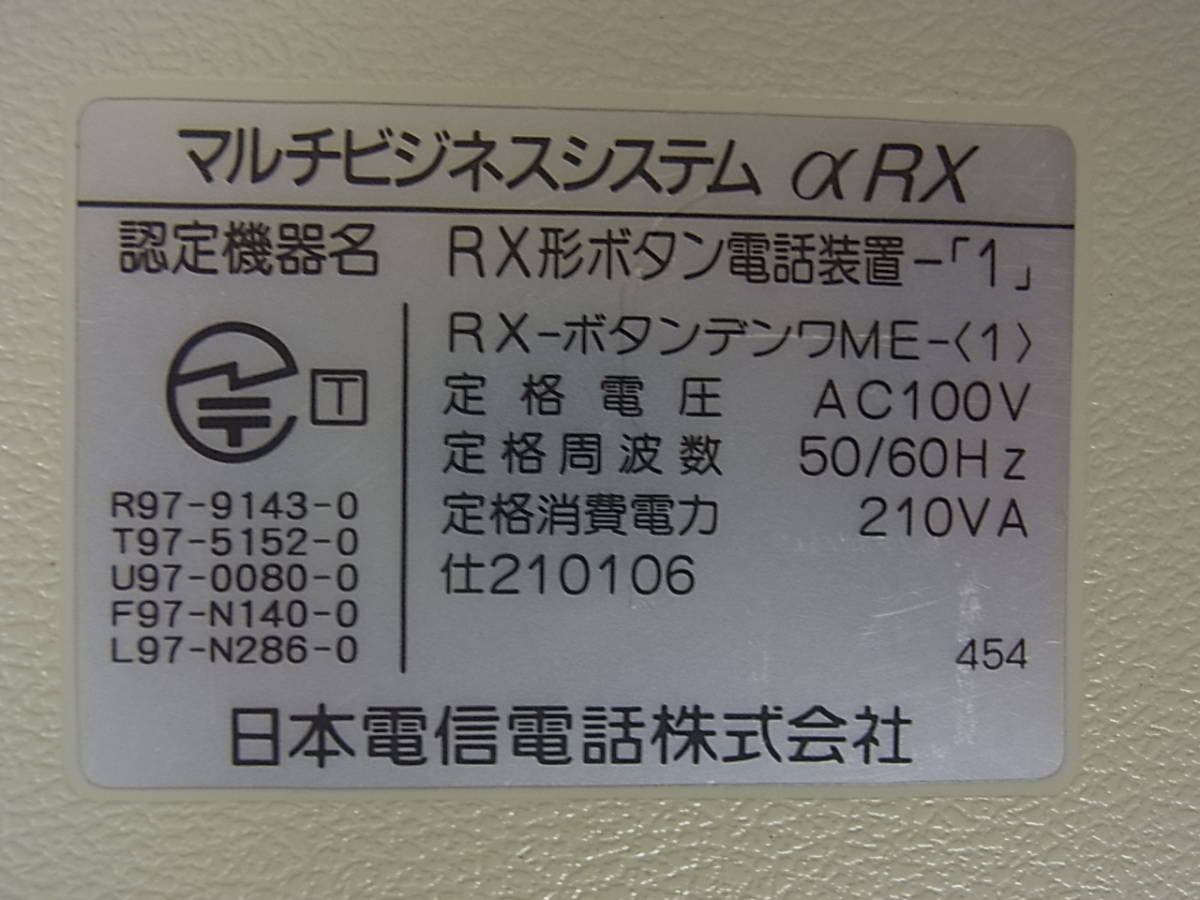 マルチビジネスシステム αRX
認定機器名 RX形ボタン電話装置-「1」
RX-ボタンデンワME-〈1〉
定格電圧 AC100V
定格周波数 50/60Hz
定格消費電力 210VA
仕210106
T
R97-9143-0
T97-5152-0
U97-0080-0
F97-N140-0
L97-N286-0
454
日本電信電話株式会社